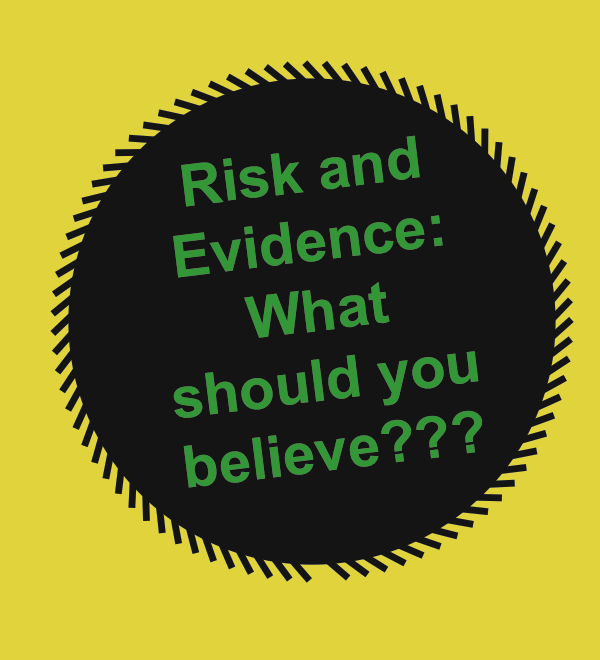 Risk and
Evidence:
What
should you
believe???